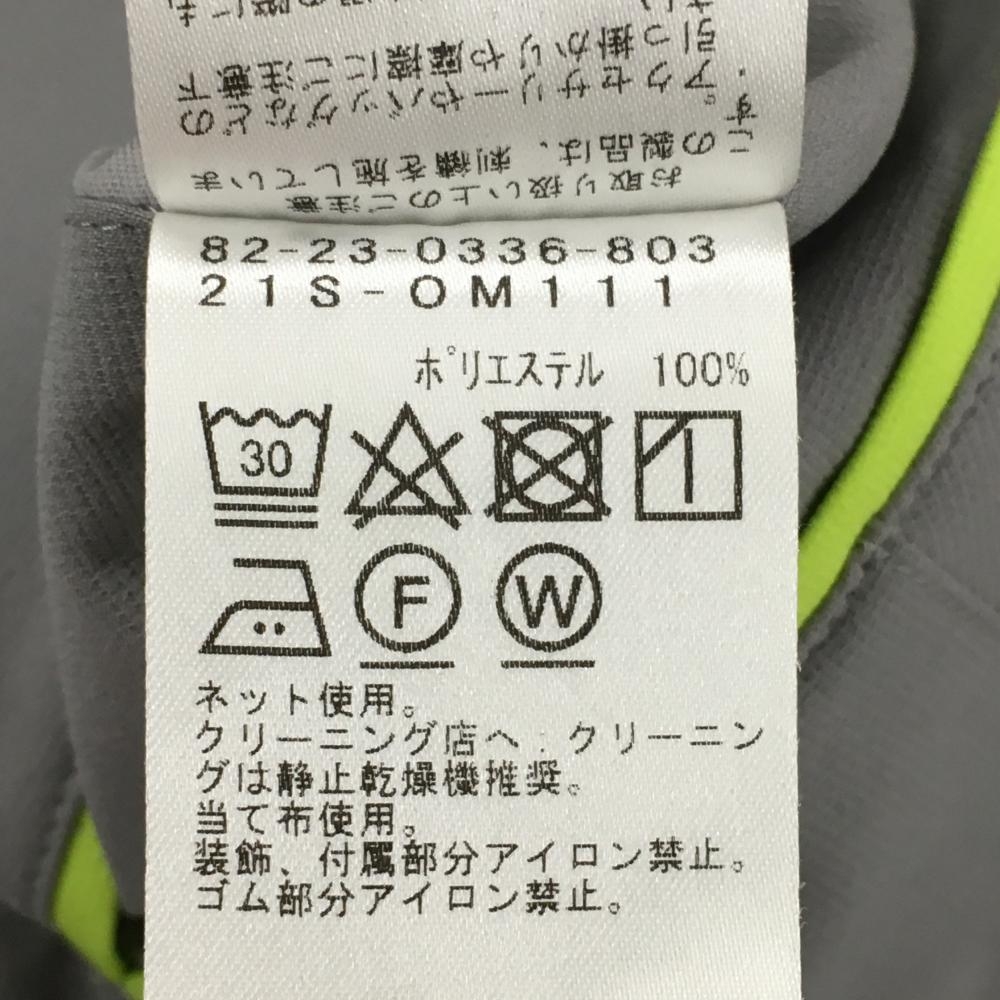 お取り扱い上のご注意
この製品は、刺繍を施していま
す。
アクセサリーやバッグなどの
引っ掛かりや摩擦にご注意下
さい
82-23-0336-803
21S-OM111
ポリエステル 100%
30
F W
ネット使用。
クリーニング店へ:クリーニン
グは静止乾燥機推奨。
当て布使用。
装飾、付属部分アイロン禁止。
ゴム部分アイロン禁止。